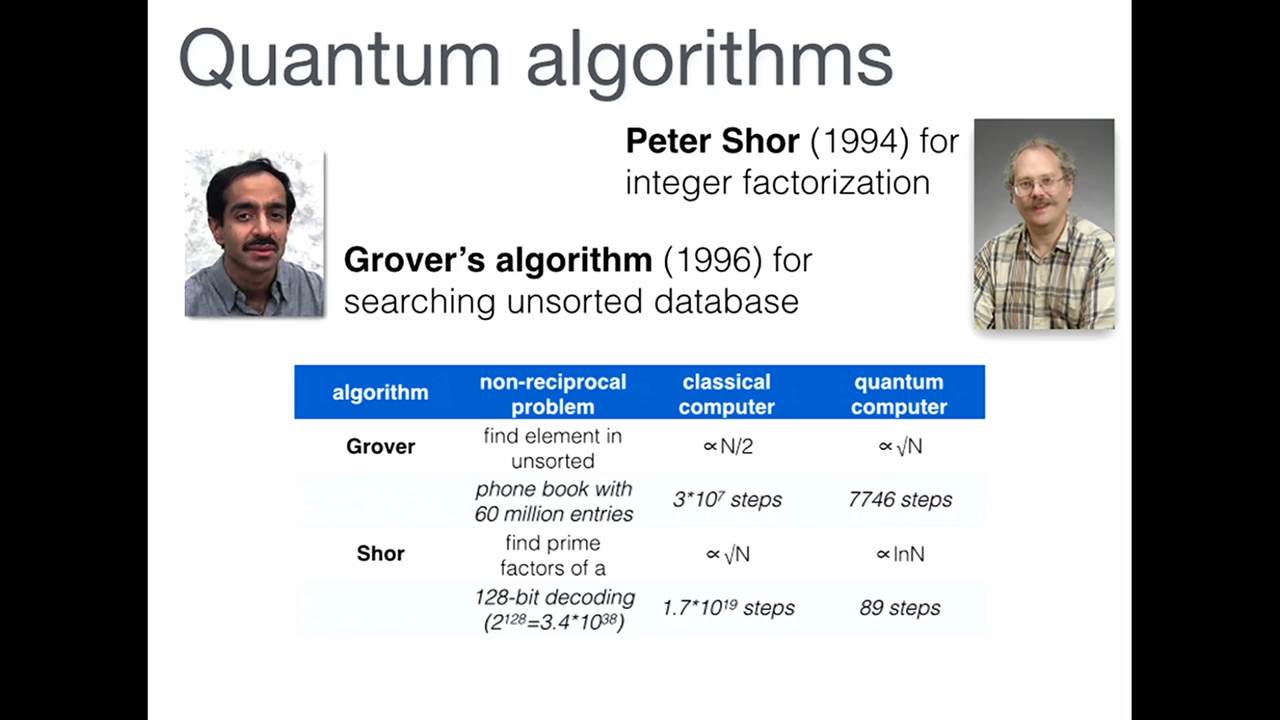 Quantum algorithms
Peter Shor (1994) for
integer factorization
Grover's algorithm (1996) for
searching unsorted database
algorithm
non-reciprocal
problem
classical
computer
quantum
computer
Grover
find element in
unsorted
∝N/2
∝√N
phone book with
60 million entries
3*10⁷ steps
7746 steps
Shor
find prime
factors of a
∝√N
∝lnN
128-bit decoding
(2¹²⁸=3.4*10³⁸)
1.7*10¹⁹ steps
89 steps